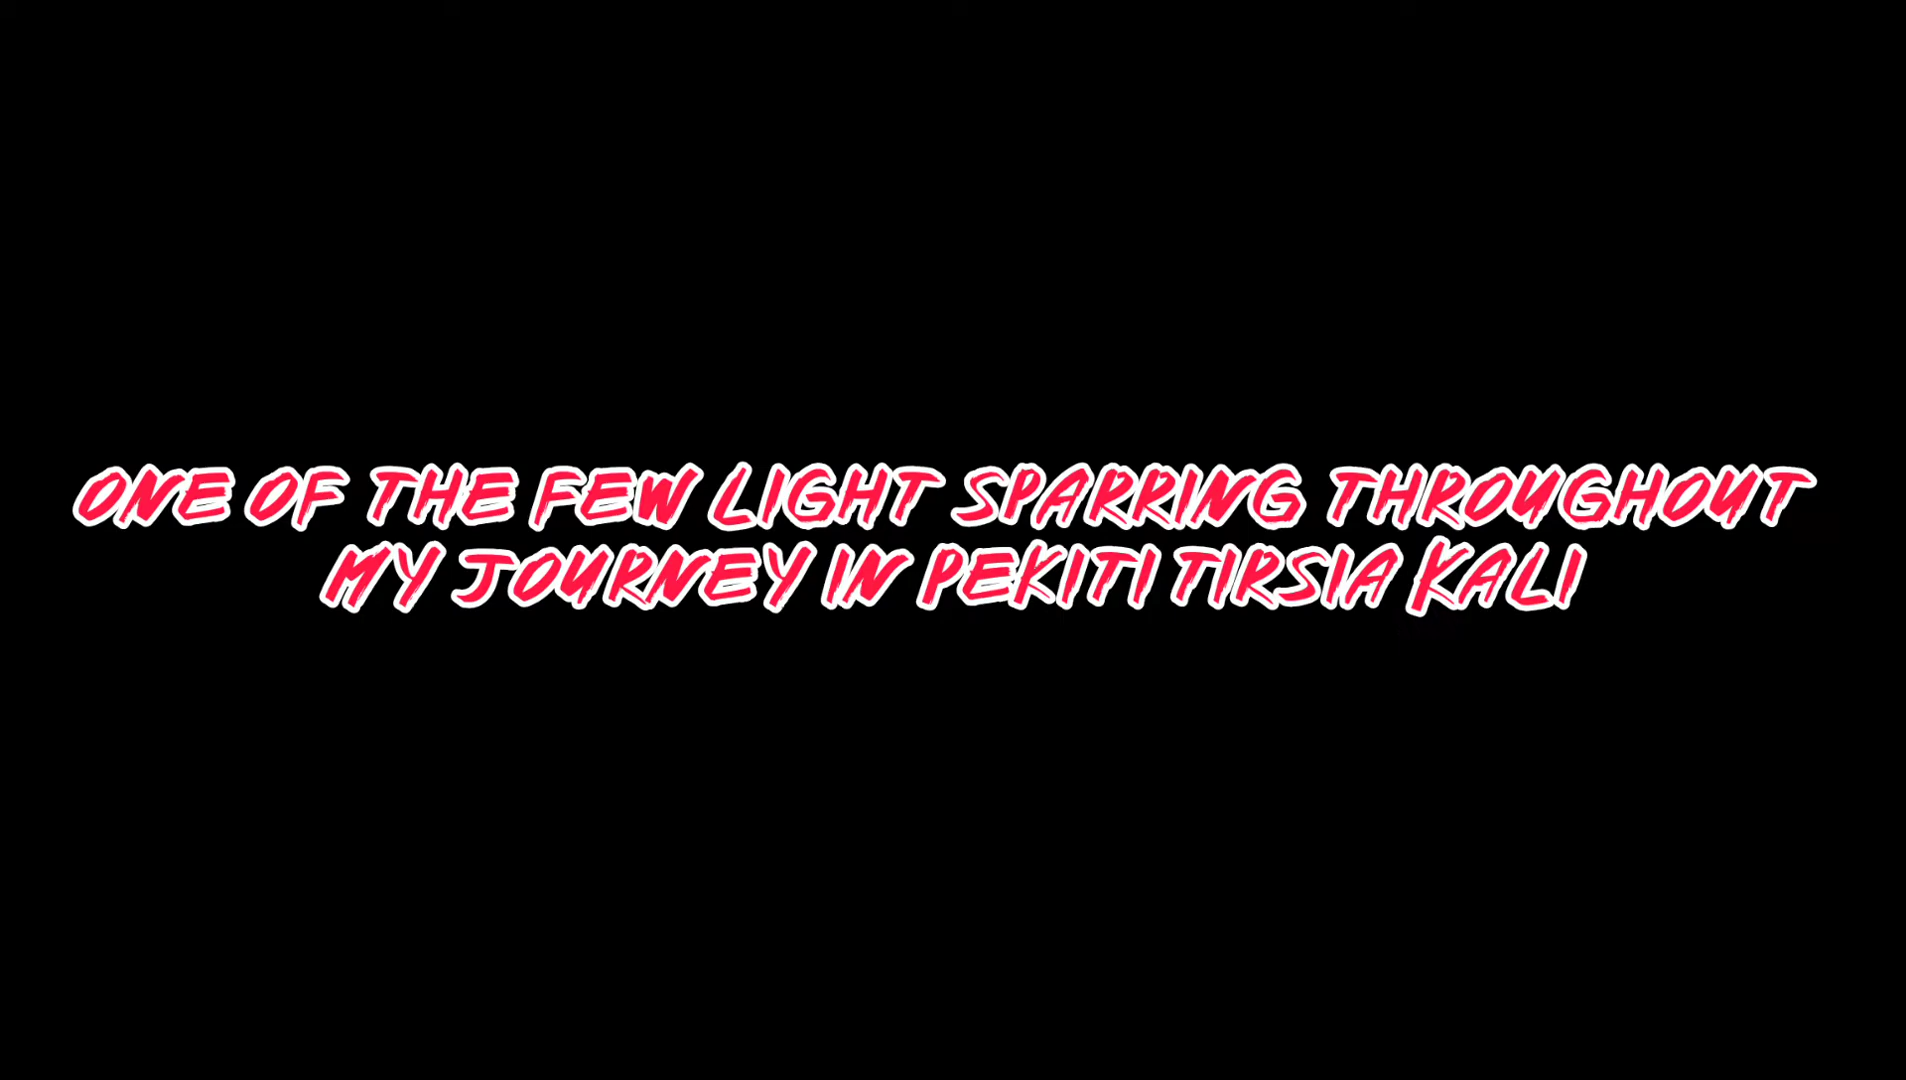 ONE OF THE FEW LIGHT SPARRING THROUGHOUT
MY JOURNEY IN PEKITI TIRSIA KALI